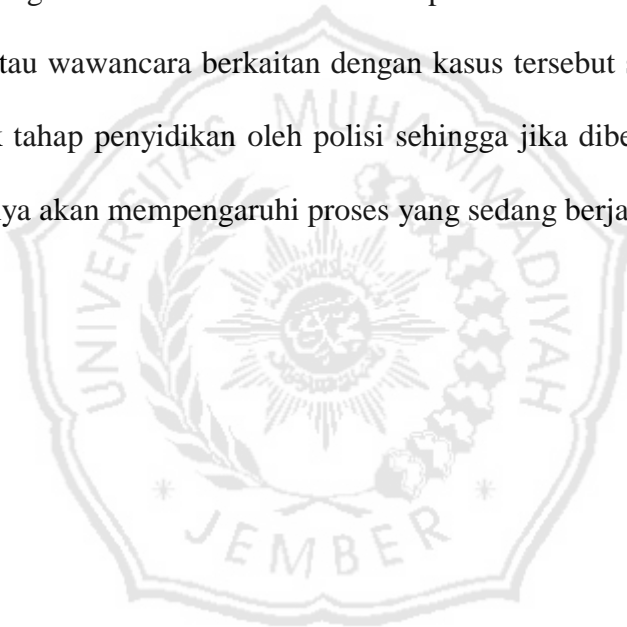 tau wawancara berkaitan dengan kasus tersebut s
tahap penyidikan oleh polisi sehingga jika dibe
ya akan mempengaruhi proses yang sedang berja
UNIVERSITAS MUHAMMADIYAH
JEMBER